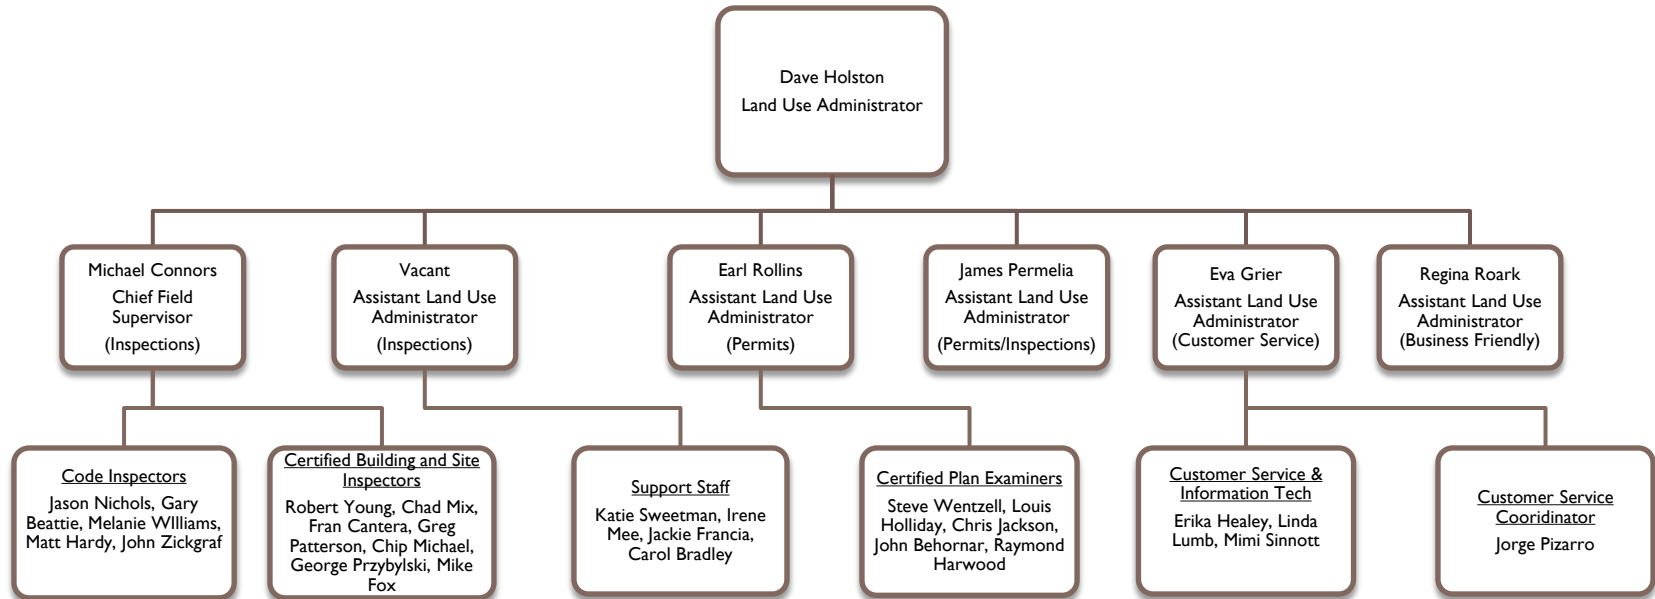 Dave Holston
Land Use Administrator
Michael Connors
Chief Field
Supervisor
(Inspections)
Vacant
Assistant Land Use
Administrator
(Inspections)
Earl Rollins
Assistant Land Use
Administrator
(Permits)
James Permelia
Assistant Land Use
Administrator
(Permits/Inspections)
Eva Grier
Assistant Land Use
Administrator
(Customer Service)
Regina Roark
Assistant Land Use
Administrator
(Business Friendly)
Code Inspectors
Jason Nichols, Gary
Beattie, Melanie WIlliams,
Matt Hardy, John Zickgraf
Certified Building and Site
Inspectors
Robert Young, Chad Mix,
Fran Cantera, Greg
Patterson, Chip Michael,
George Przybylski, Mike
Fox
Support Staff
Katie Sweetman, Irene
Mee, Jackie Francia,
Carol Bradley
Certified Plan Examiners
Steve Wentzell, Louis
Holliday, Chris Jackson,
John Behornar, Raymond
Harwood
Customer Service &
Information Tech
Erika Healey, Linda
Lumb, Mimi Sinnott
Customer Service
Cooridinator
Jorge Pizarro